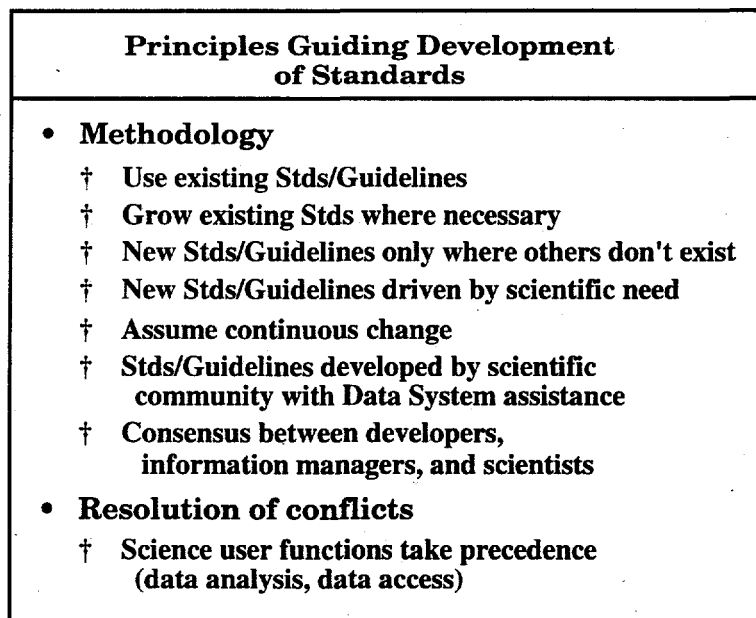 Principles Guiding Development
of Standards
• Methodology
† Use existing Stds/Guidelines
† Grow existing Stds where necessary
† New Stds/Guidelines only where others don't exist
† New Stds/Guidelines driven by scientific need
† Assume continuous change
† Stds/Guidelines developed by scientific
community with Data System assistance
† Consensus between developers,
information managers, and scientists
• Resolution of conflicts
† Science user functions take precedence
(data analysis, data access)